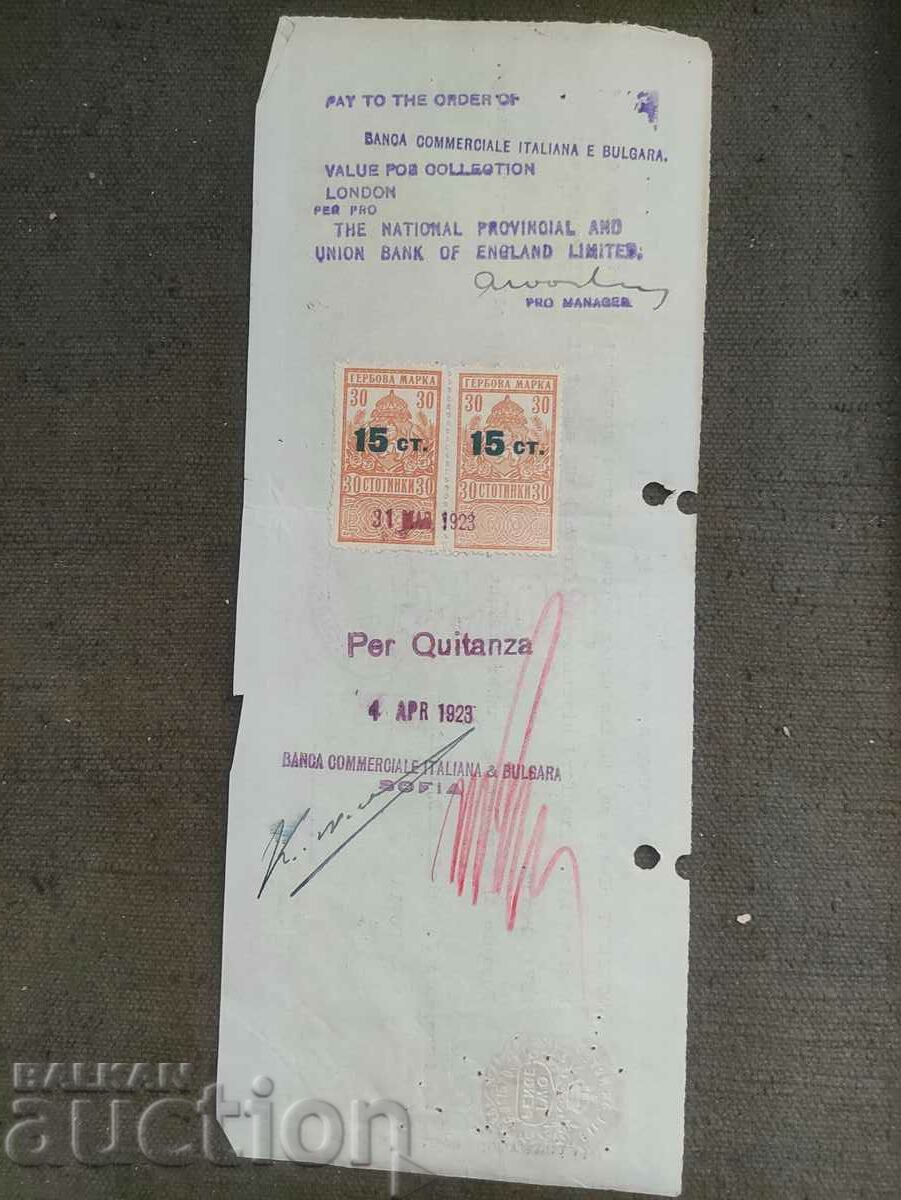 PAY TO THE ORDER OF
BANCA COMMERCIALE ITALIANA E BULGARA.
VALUE FOR COLLECTION
LONDON
PER PRO
THE NATIONAL PROVINCIAL AND
UNION BANK OF ENGLAND LIMITED;
PRO MANAGER
ГЕРБОВА МАРКА ГЕРБОВА МАРКА
30 30 30 30
15 ст. 15 ст.
30 СТОТИНКИ 30 30 СТОТИНКИ 30
31 MAR 1923
Per Quitanza
4 APR 1923
BANCA COMMERCIALE ITALIANA & BULGARA
SOFIA
BALKAN
auction